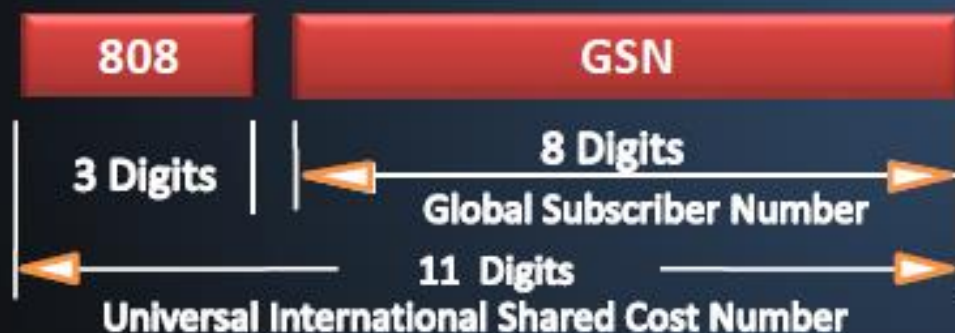 808 GSN
3 Digits
8 Digits
Global Subscriber Number
11 Digits
Universal International Shared Cost Number